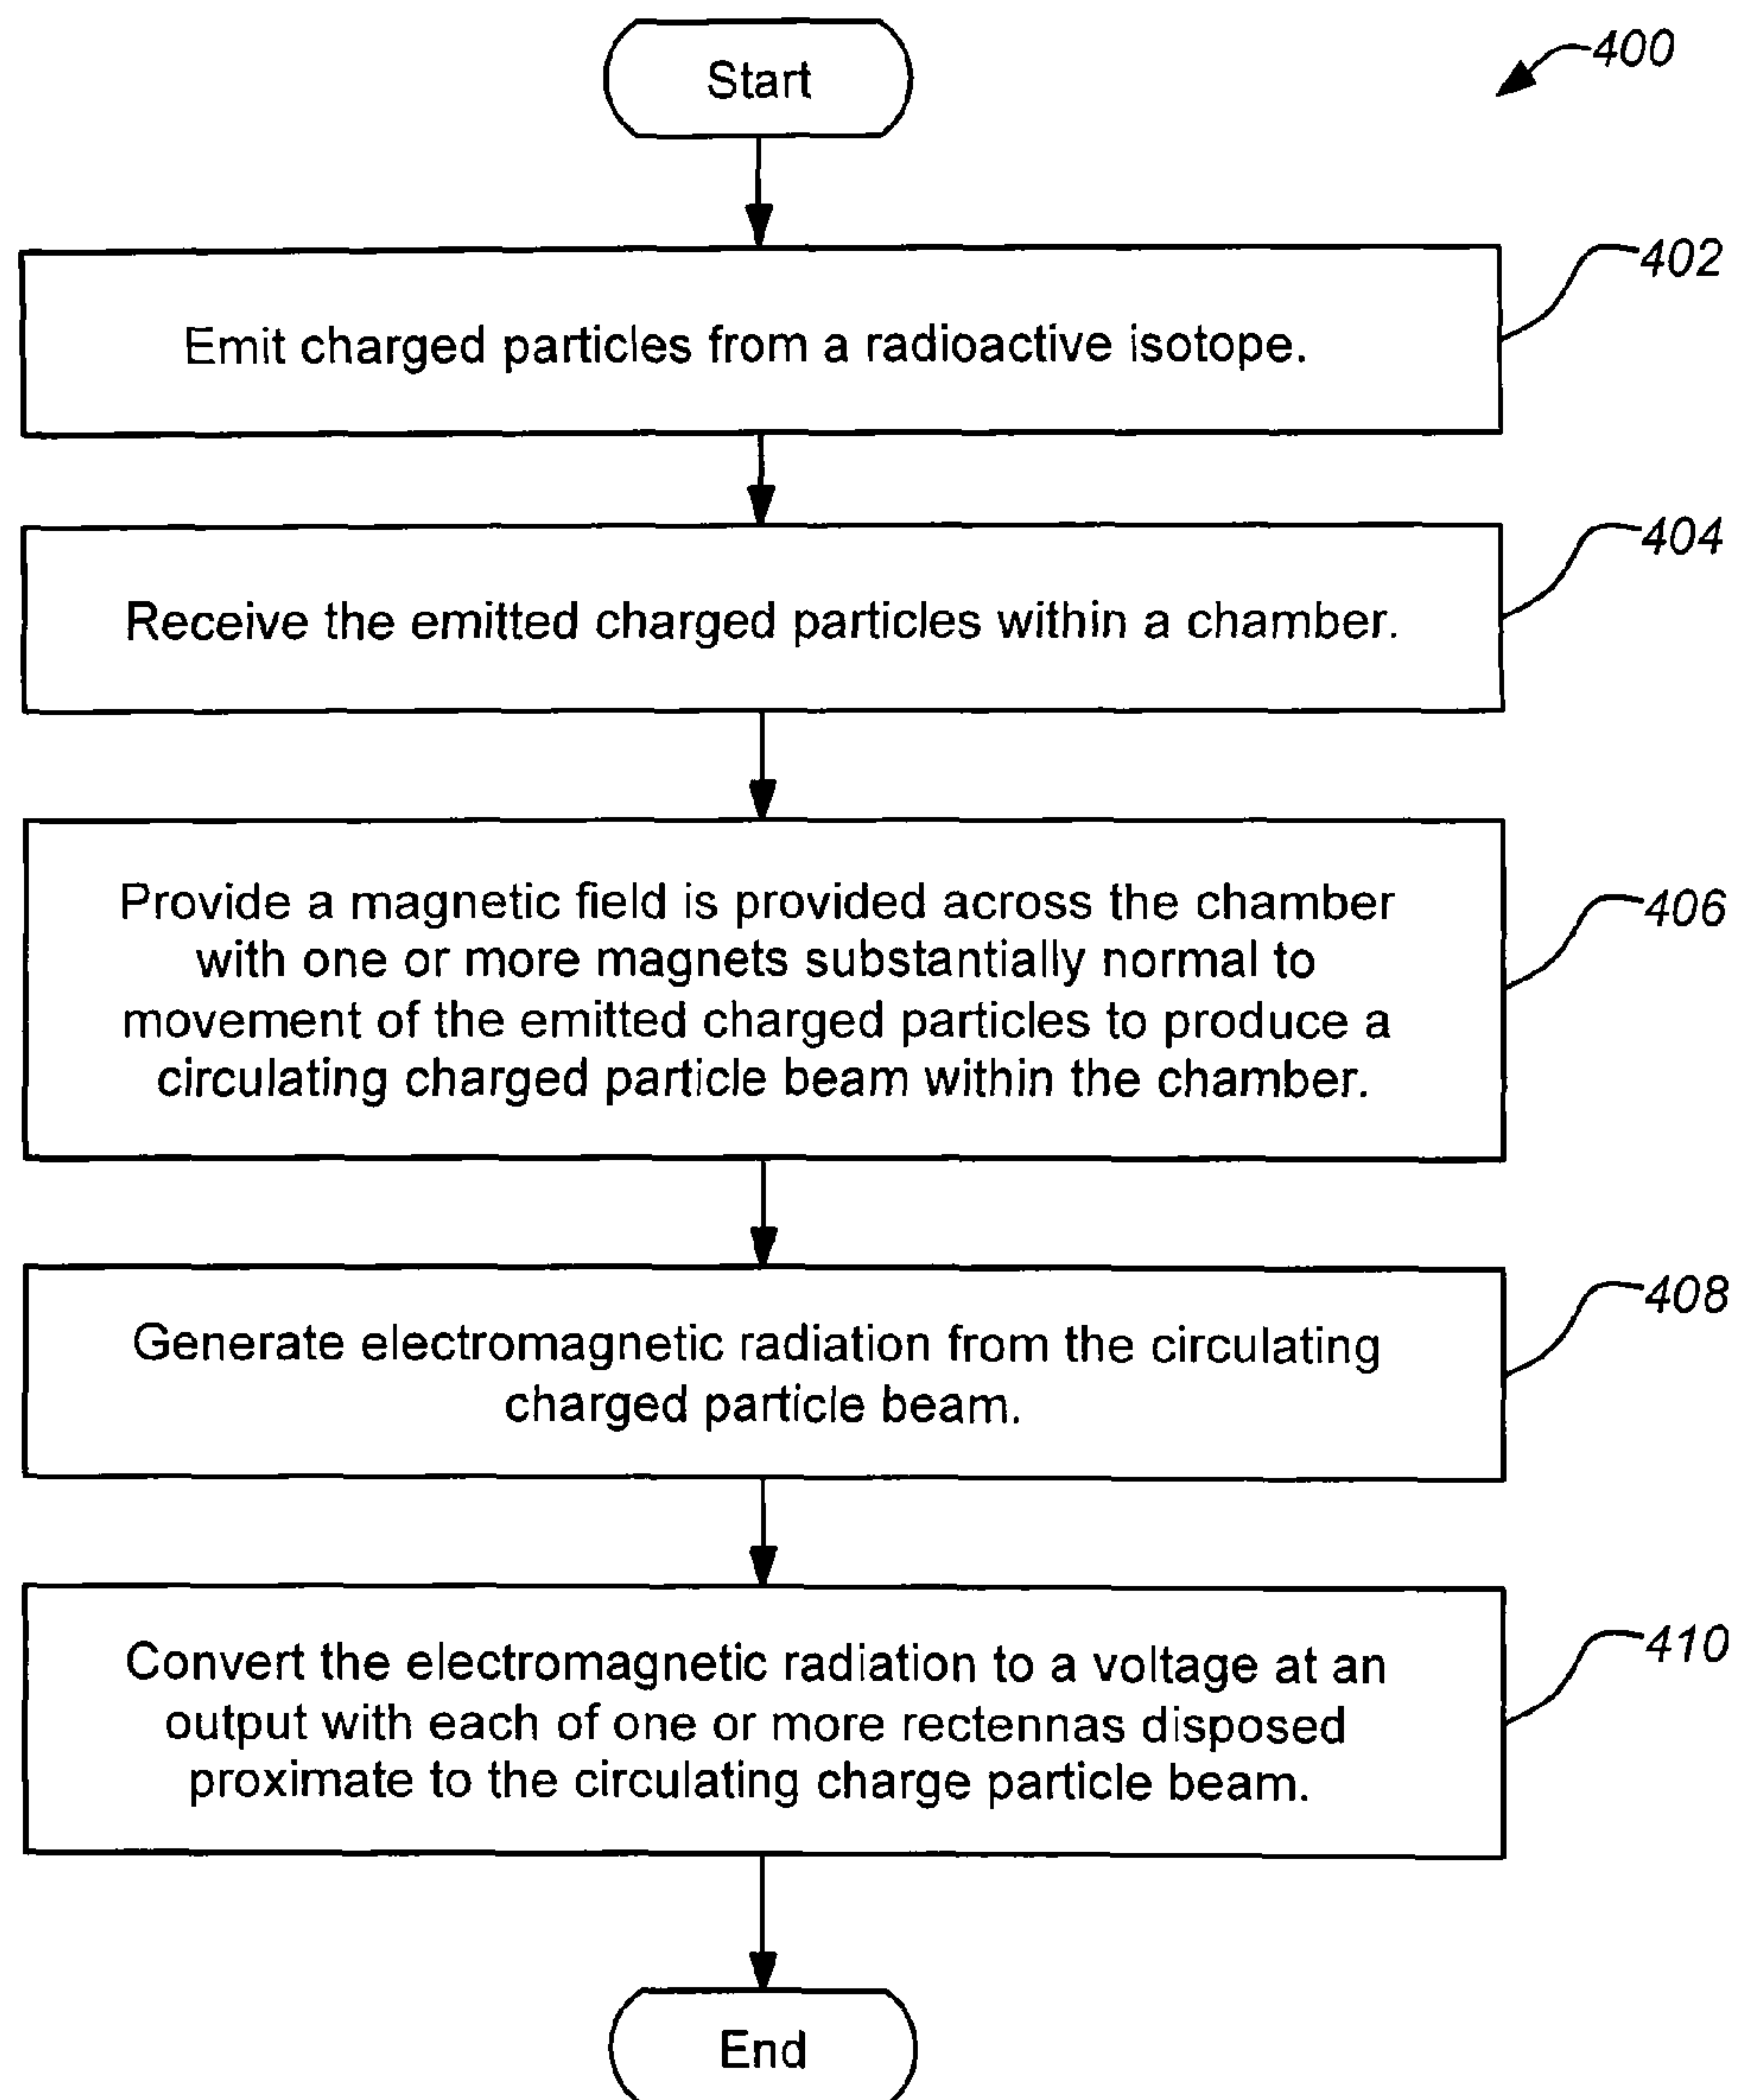 Start
400
Emit charged particles from a radioactive isotope.
402
Receive the emitted charged particles within a chamber.
404
Provide a magnetic field is provided across the chamber
with one or more magnets substantially normal to
movement of the emitted charged particles to produce a
circulating charged particle beam within the chamber.
406
Generate electromagnetic radiation from the circulating
charged particle beam.
408
Convert the electromagnetic radiation to a voltage at an
output with each of one or more rectennas disposed
proximate to the circulating charge particle beam.
410
End